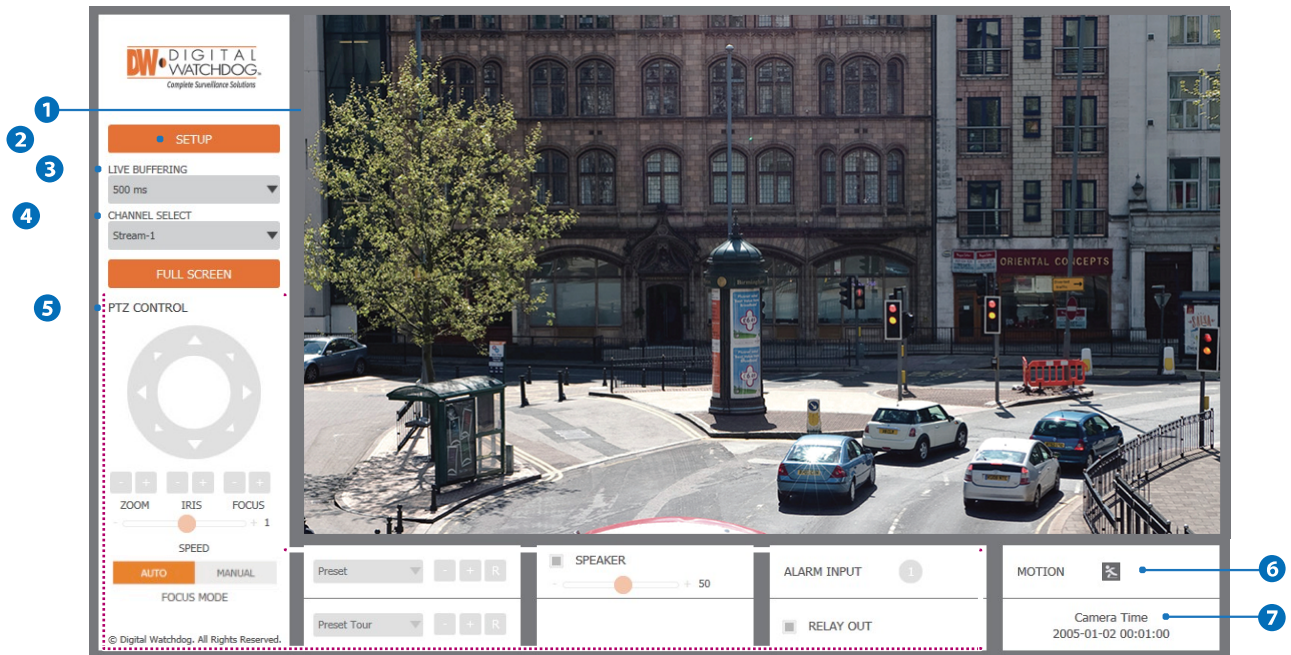 DW DIGITAL
WATCHDOG®
Complete Surveillance Solutions
1
2 SETUP
3 LIVE BUFFERING
500 ms
4 CHANNEL SELECT
Stream-1
FULL SCREEN
5 PTZ CONTROL
- + - + - +
ZOOM IRIS FOCUS
- + 1
SPEED
AUTO MANUAL
FOCUS MODE
© Digital Watchdog. All Rights Reserved.
ORIENTAL CONCEPTS
Preset - + R
Preset Tour - + R
SPEAKER
- + 50
ALARM INPUT 1
RELAY OUT
MOTION 6
Camera Time 7
2005-01-02 00:01:00